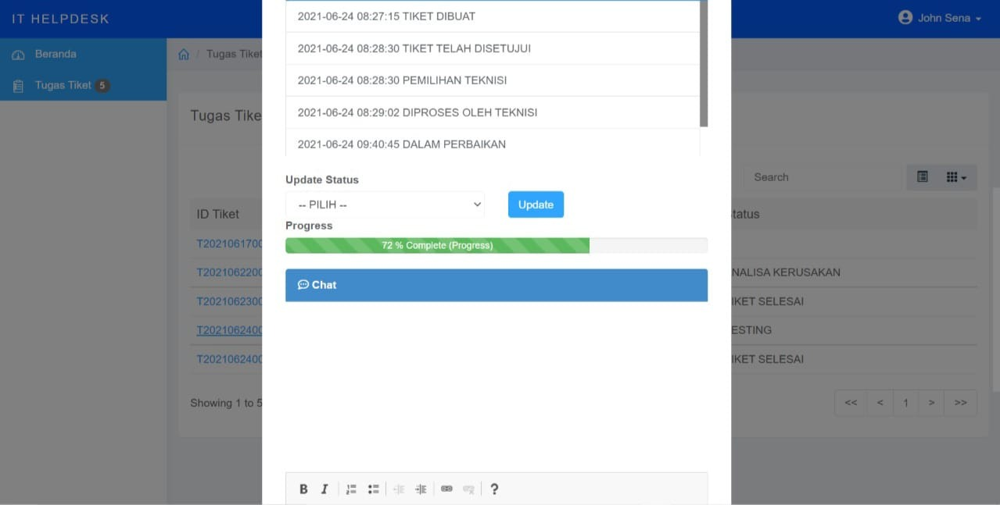 IT HELPDESK
John Sena
Beranda
Tugas Tiket 5
/ Tugas Tiket
Tugas Tike
2021-06-24 08:27:15 TIKET DIBUAT
2021-06-24 08:28:30 TIKET TELAH DISETUJUI
2021-06-24 08:28:30 PEMILIHAN TEKNISI
2021-06-24 08:29:02 DIPROSES OLEH TEKNISI
2021-06-24 09:40:45 DALAM PERBAIKAN
Update Status
-- PILIH --
Update
Progress
72 % Complete (Progress)
Chat
B I ?
Search
ID Tiket
tatus
T202106170
T2021062200
NALISA KERUSAKAN
T2021062300
IKET SELESAI
T2021062400
ESTING
T2021062400
IKET SELESAI
Showing 1 to 5
<< < 1 > >>